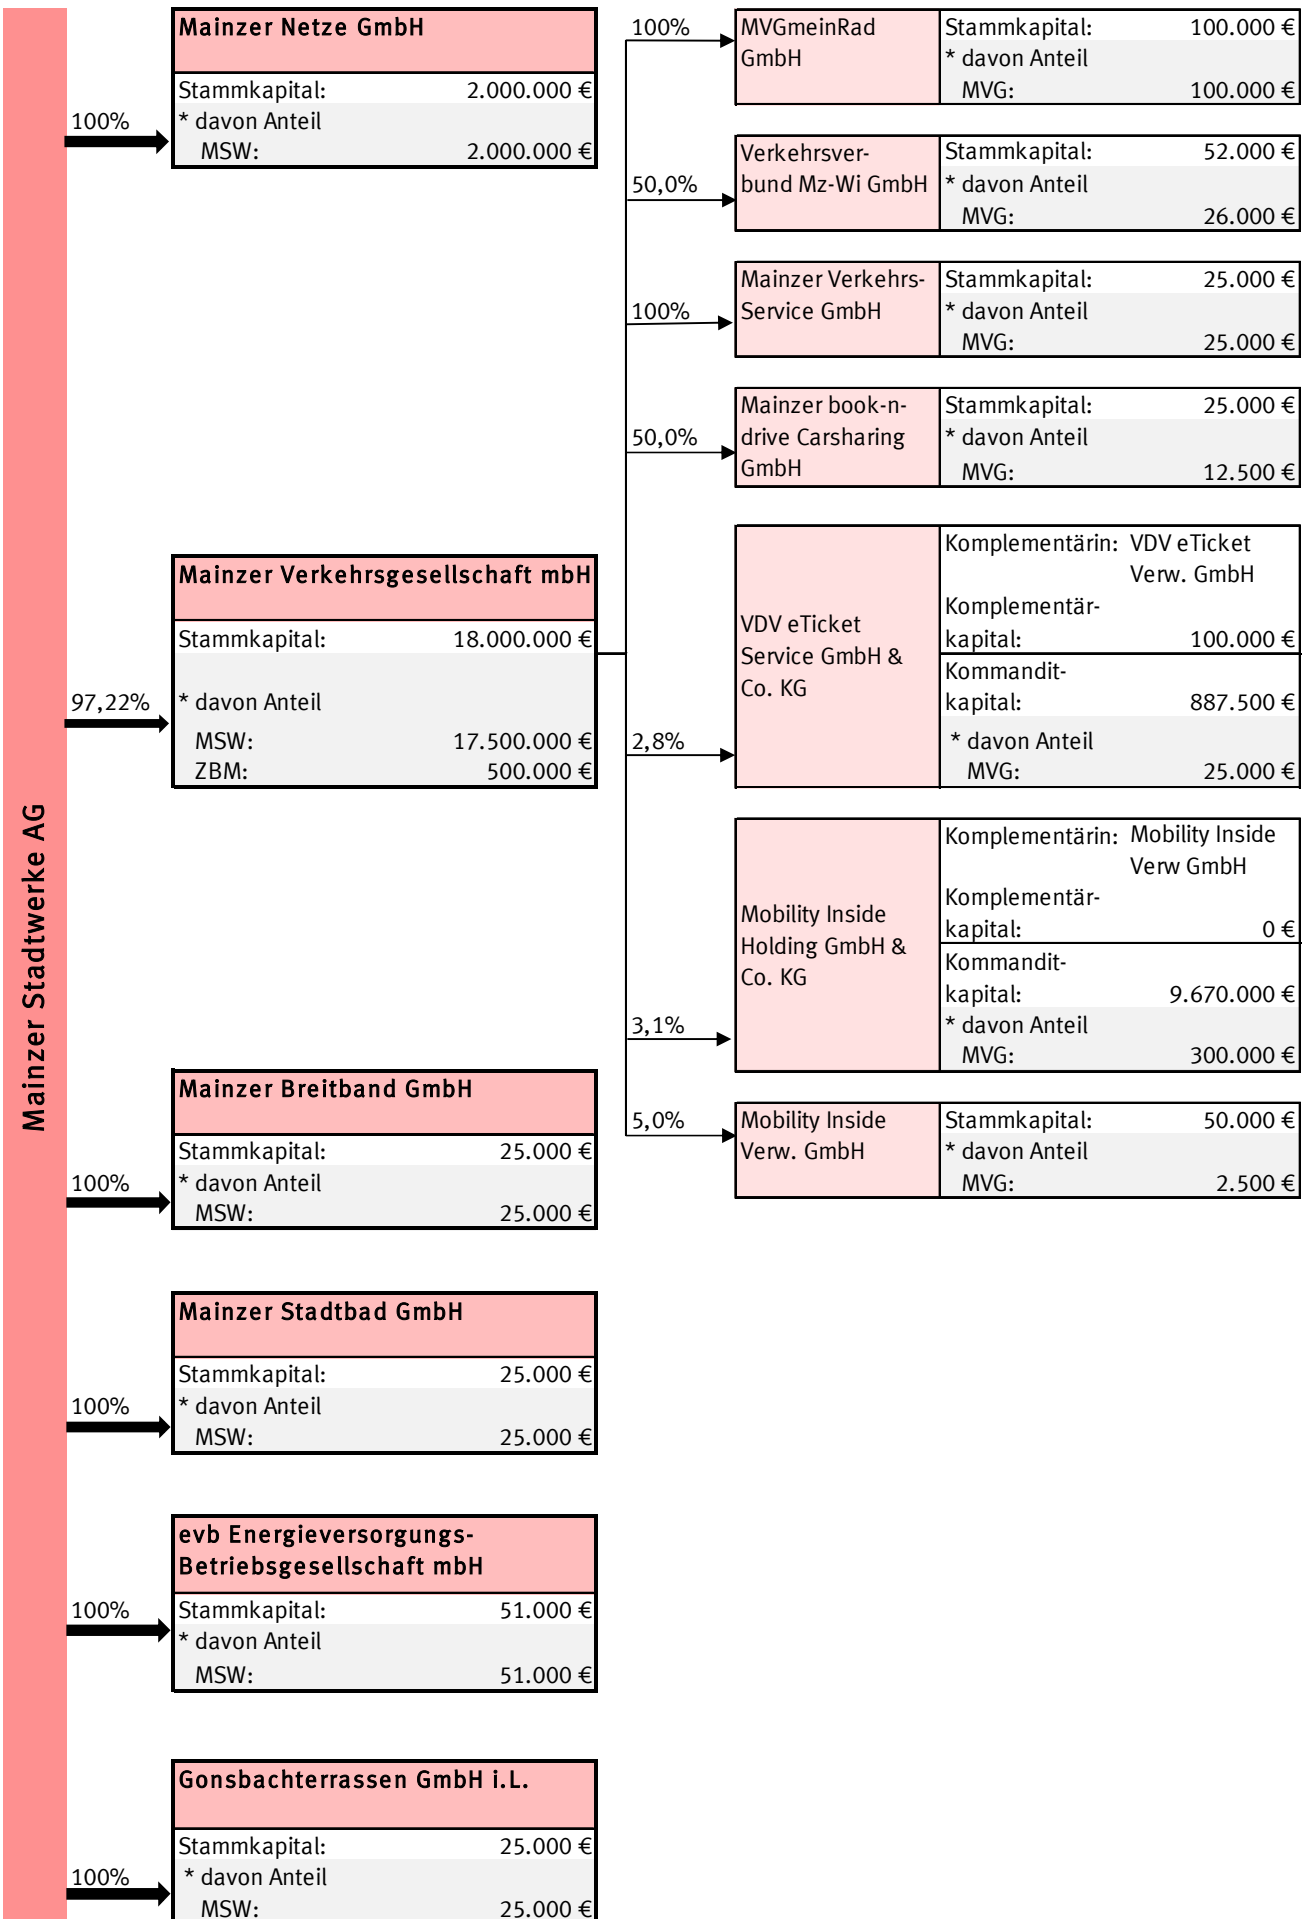 Mainzer Stadtwerke AG
100%
Mainzer Netze GmbH
Stammkapital: 2.000.000 €
* davon Anteil
MSW: 2.000.000 €
97,22%
Mainzer Verkehrsgesellschaft mbH
Stammkapital: 18.000.000 €
* davon Anteil
MSW: 17.500.000 €
ZBM: 500.000 €
100%
Mainzer Breitband GmbH
Stammkapital: 25.000 €
* davon Anteil
MSW: 25.000 €
100%
Mainzer Stadtbad GmbH
Stammkapital: 25.000 €
* davon Anteil
MSW: 25.000 €
100%
evb Energieversorgungs-
Betriebsgesellschaft mbH
Stammkapital: 51.000 €
* davon Anteil
MSW: 51.000 €
100%
Gonsbachterrassen GmbH i.L.
Stammkapital: 25.000 €
* davon Anteil
MSW: 25.000 €
100%
MVGmeinRad
GmbH
Stammkapital: 100.000 €
* davon Anteil
MVG: 100.000 €
50,0%
Verkehrsver-
bund Mz-Wi GmbH
Stammkapital: 52.000 €
* davon Anteil
MVG: 26.000 €
100%
Mainzer Verkehrs-
Service GmbH
Stammkapital: 25.000 €
* davon Anteil
MVG: 25.000 €
50,0%
Mainzer book-n-
drive Carsharing
GmbH
Stammkapital: 25.000 €
* davon Anteil
MVG: 12.500 €
2,8%
VDV eTicket
Service GmbH &
Co. KG
Komplementärin: VDV eTicket
Verw. GmbH
Komplementär-
kapital: 100.000 €
Kommandit-
kapital: 887.500 €
* davon Anteil
MVG: 25.000 €
3,1%
Mobility Inside
Holding GmbH &
Co. KG
Komplementärin: Mobility Inside
Verw GmbH
Komplementär-
kapital: 0 €
Kommandit-
kapital: 9.670.000 €
* davon Anteil
MVG: 300.000 €
5,0%
Mobility Inside
Verw. GmbH
Stammkapital: 50.000 €
* davon Anteil
MVG: 2.500 €